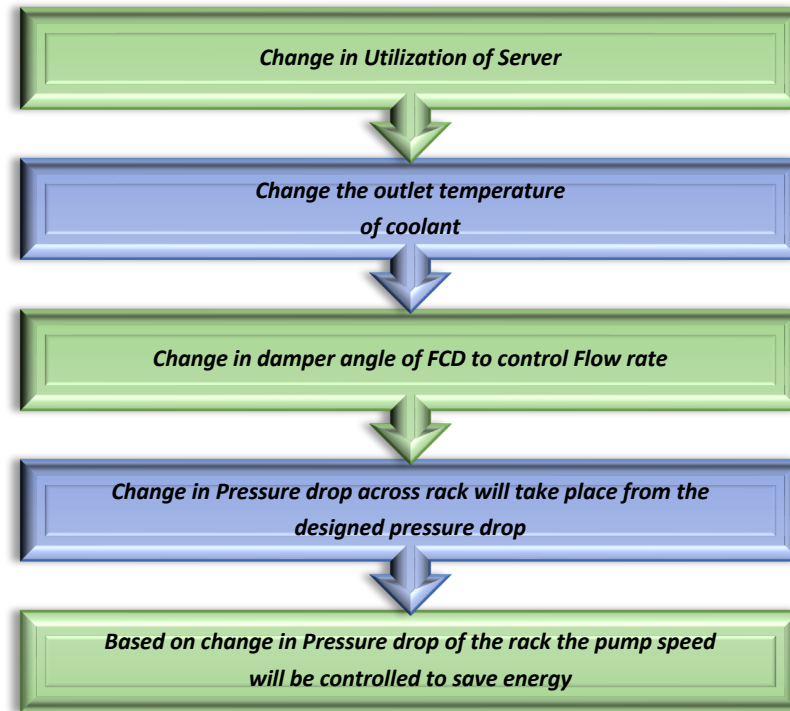 Change in Utilization of Server
Change the outlet temperature
of coolant
Change in damper angle of FCD to control Flow rate
Change in Pressure drop across rack will take place from the
designed pressure drop
Based on change in Pressure drop of the rack the pump speed
will be controlled to save energy